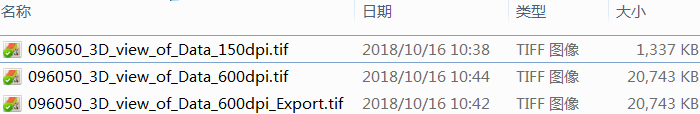 名称 日期 类型 大小
096050_3D_view_of_Data_150dpi.tif 2018/10/16 10:38 TIFF 图像 1,337 KB
096050_3D_view_of_Data_600dpi.tif 2018/10/16 10:44 TIFF 图像 20,743 KB
096050_3D_view_of_Data_600dpi_Export.tif 2018/10/16 10:42 TIFF 图像 20,743 KB